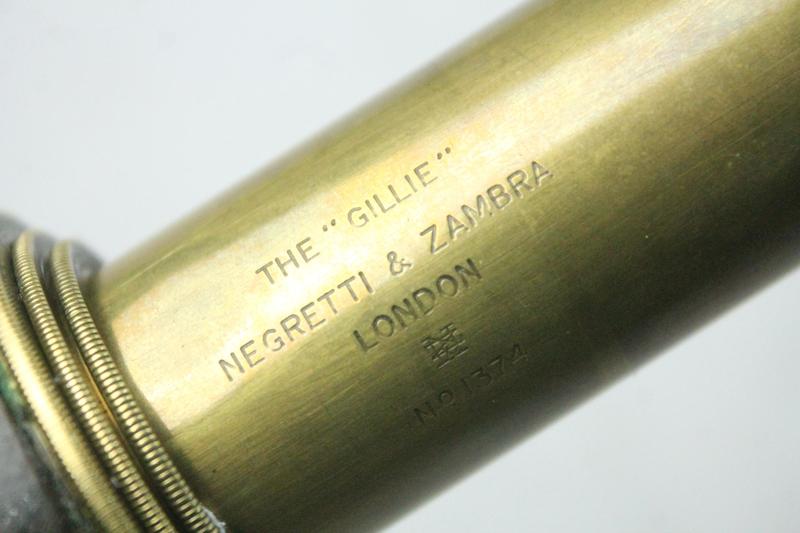 THE "GILLIE"
NEGRETTI & ZAMBRA
LONDON
NO 1374